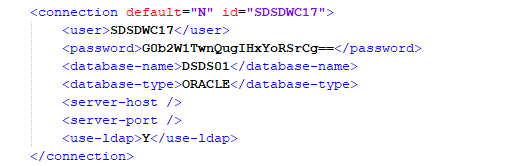 <connection default="N" id="SDSDWC17">
<user>SDSDWC17</user>
<password>G0b2W1TwnQugIHxYoRSrCg==</password>
<database-name>DSDS01</database-name>
<database-type>ORACLE</database-type>
<server-host />
<server-port />
<use-ldap>Y</use-ldap>
</connection>